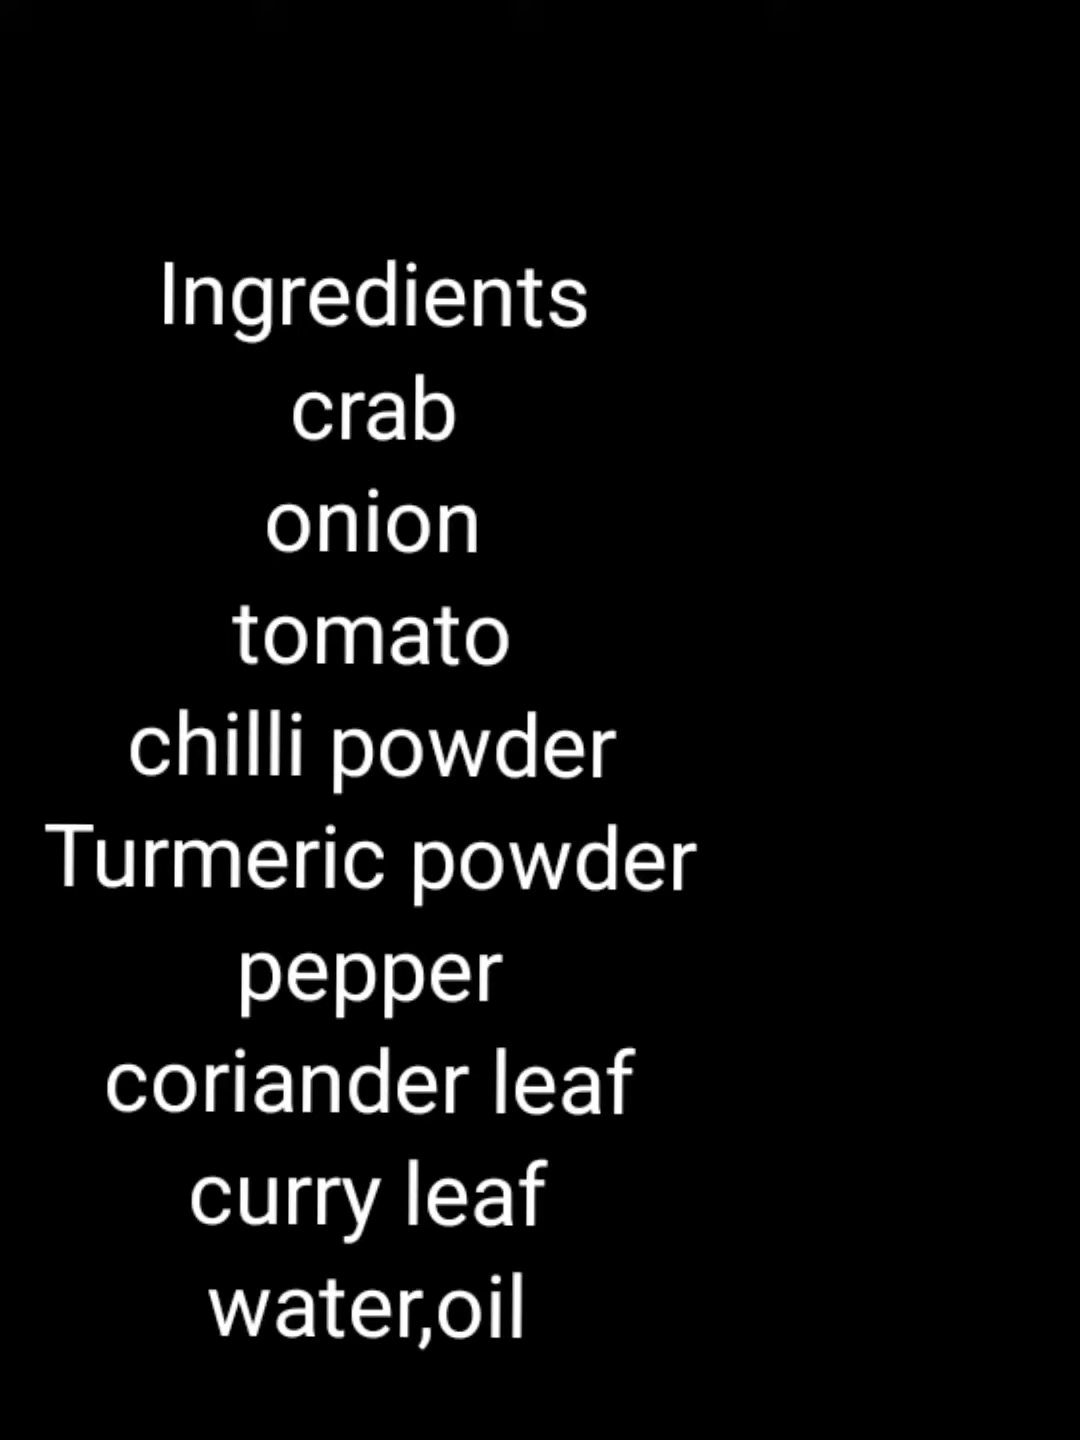 Ingredients
crab
onion
tomato
chilli powder
Turmeric powder
pepper
coriander leaf
curry leaf
water,oil